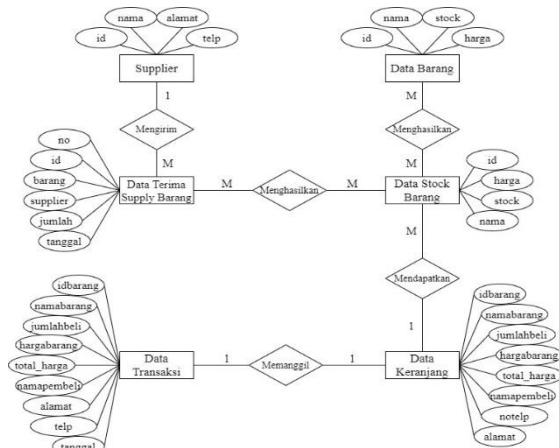 nama
alamat
id
telp
Supplier
nama
stock
id
harga
Data Barang
1
M
Mengirim
Menghasilkan
M
M
no
id
barang
supplier
jumlah
tanggal
Data Terima
Supply Barang
M
Menghasilkan
M
Data Stock
Barang
id
harga
stock
nama
M
Mendapatkan
1
idbarang
namabarang
jumlahbeli
hargabarang
total_harga
namapembeli
alamat
telp
tanggal
Data
Transaksi
1
Memanggil
1
Data
Keranjang
idbarang
namabarang
jumlahbeli
hargabarang
total_harga
namapembeli
notelp
alamat